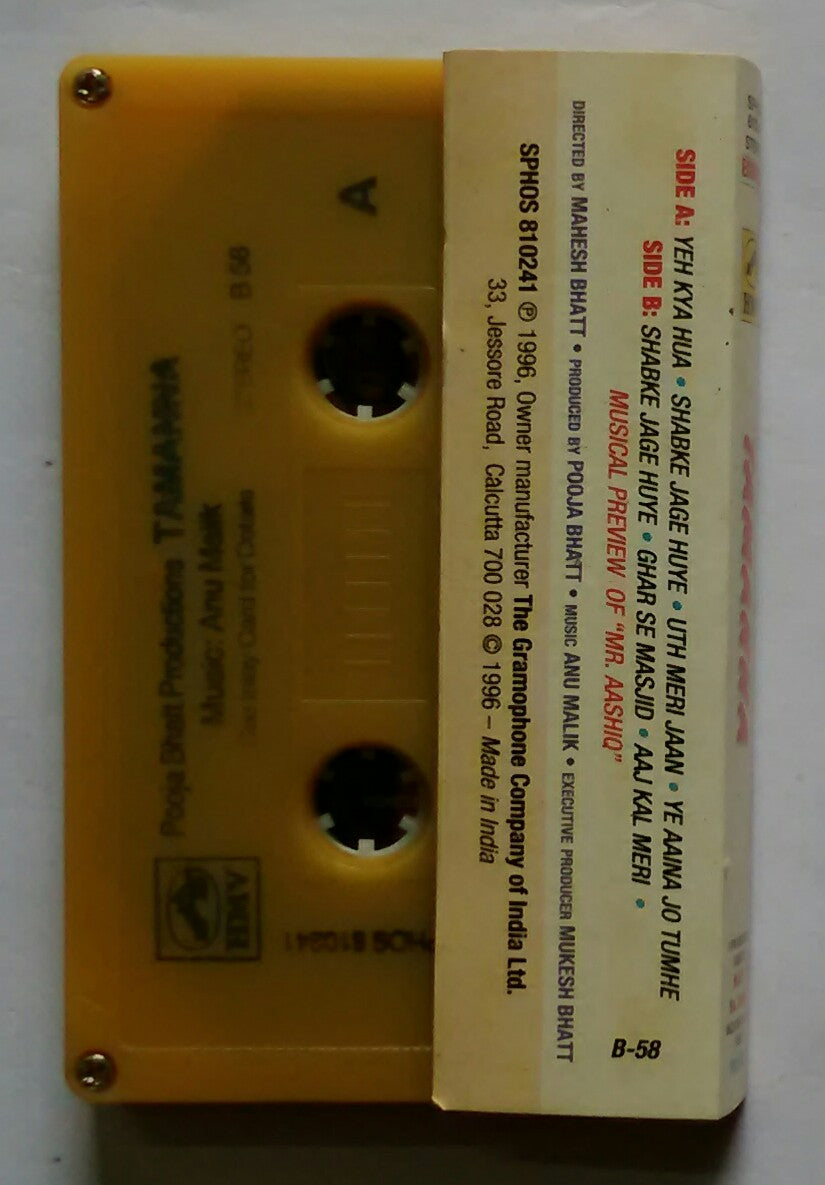 SIDE A: YEH KYA HUA • SHABKE JAGE HUYE • UTH MERI JAAN • YE AAINA JO TUMHE
SIDE B: SHABKE JAGE HUYE • GHAR SE MASJID • AAJ KAL MERI •
MUSICAL PREVIEW OF "MR. AASHIQ"
B-58
DIRECTED BY MAHESH BHATT • PRODUCED BY POOJA BHATT • MUSIC ANU MALIK • EXECUTIVE PRODUCER MUKESH BHATT
SPHOS 810241 ℗ 1996, Owner manufacturer The Gramophone Company of India Ltd.
33, Jessore Road, Calcutta 700 028 © 1996 – Made in India
A
B 58
Pooja Bhatt Productions TAMANNA
Music: Anu Malik
HMV
PHOS 810241
TAMANNA